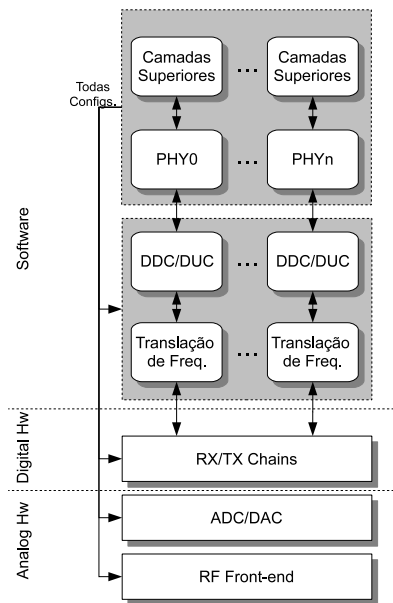 Camadas
Superiores
...
Camadas
Superiores
Todas
Configs.
PHY0
...
PHYn
Software
DDC/DUC
...
DDC/DUC
Translação
de Freq.
...
Translação
de Freq.
Digital Hw
RX/TX Chains
Analog Hw
ADC/DAC
RF Front-end